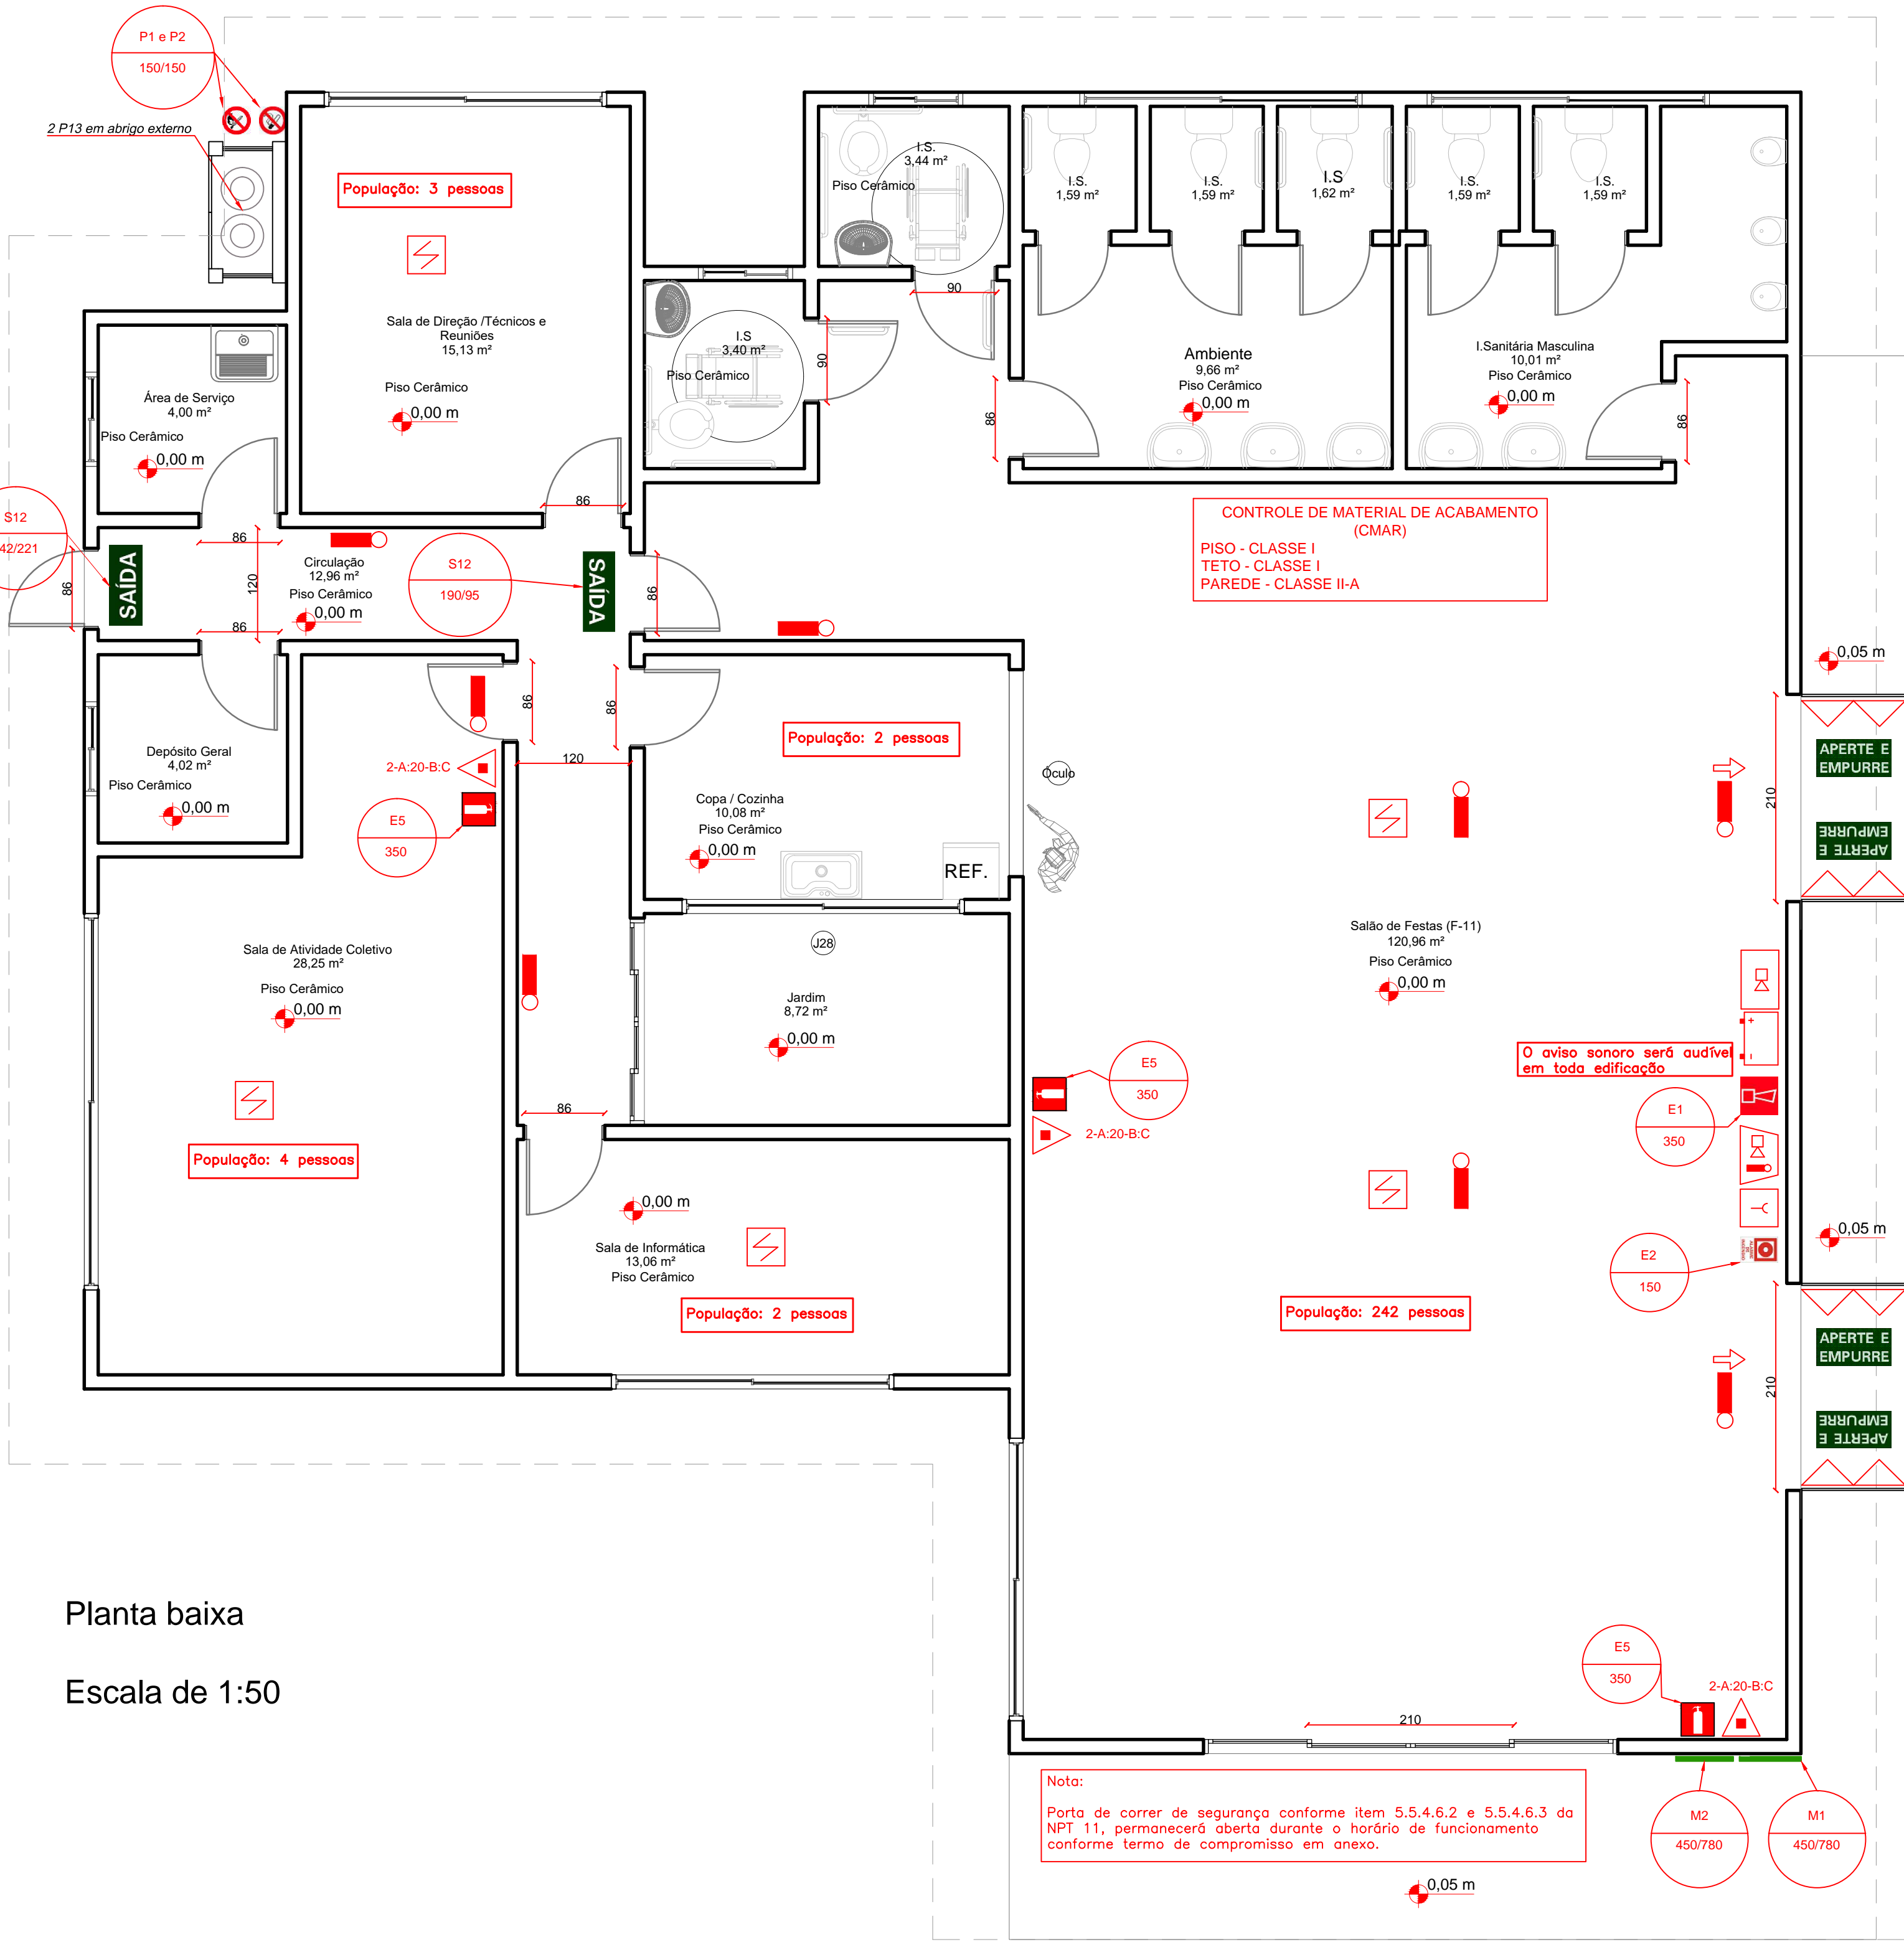 P1 e P2
150/150
2 P13 em abrigo externo
População: 3 pessoas
Sala de Direção /Técnicos e
Reuniões
15,13 m²
Piso Cerâmico
0,00 m
I.S.
3,44 m²
Piso Cerâmico
90
I.S.
1,59 m²
I.S.
1,59 m²
I.S
1,62 m²
I.S.
1,59 m²
I.S.
1,59 m²
I.S
3,40 m²
Piso Cerâmico
90
Ambiente
9,66 m²
Piso Cerâmico
0,00 m
86
I.Sanitária Masculina
10,01 m²
Piso Cerâmico
0,00 m
86
Área de Serviço
4,00 m²
Piso Cerâmico
0,00 m
86
S12
42/221
86
SAÍDA
86
120
Circulação
12,96 m²
Piso Cerâmico
0,00 m
86
S12
190/95
SAÍDA
86
CONTROLE DE MATERIAL DE ACABAMENTO
(CMAR)
PISO - CLASSE I
TETO - CLASSE I
PAREDE - CLASSE II-A
0,05 m
Depósito Geral
4,02 m²
Piso Cerâmico
0,00 m
86
86
120
2-A:20-B:C
E5
350
População: 2 pessoas
Copa / Cozinha
10,08 m²
Piso Cerâmico
0,00 m
REF.
Óculo
210
APERTE E
EMPURRE
APERTE E
EMPURRE
Sala de Atividade Coletivo
28,25 m²
Piso Cerâmico
0,00 m
População: 4 pessoas
J28
Jardim
8,72 m²
0,00 m
Salão de Festas (F-11)
120,96 m²
Piso Cerâmico
0,00 m
O aviso sonoro será audível
em toda edificação
E5
350
2-A:20-B:C
E1
350
86
0,00 m
Sala de Informática
13,06 m²
Piso Cerâmico
População: 2 pessoas
0,05 m
E2
150
ALARME
DE
INCÊNDIO
População: 242 pessoas
210
APERTE E
EMPURRE
APERTE E
EMPURRE
Planta baixa
Escala de 1:50
E5
350
2-A:20-B:C
210
Nota:
Porta de correr de segurança conforme item 5.5.4.6.2 e 5.5.4.6.3 da
NPT 11, permanecerá aberta durante o horário de funcionamento
conforme termo de compromisso em anexo.
M2
450/780
M1
450/780
0,05 m